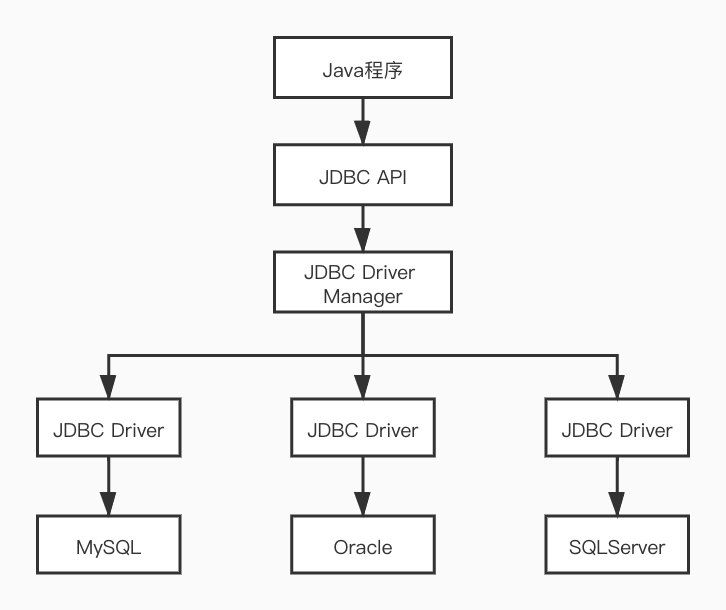 Java程序
JDBC API
JDBC Driver
Manager
JDBC Driver
JDBC Driver
JDBC Driver
MySQL
Oracle
SQLServer